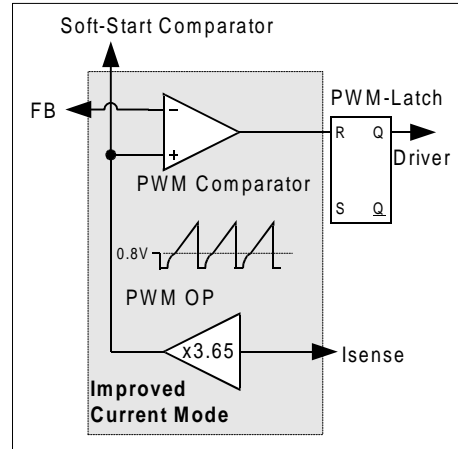 Soft-Start Comparator
FB
PWM-Latch
−
+
R Q
Driver
PWM Comparator
S Q
0.8V
PWM OP
x3.65
Isense
Improved
Current Mode